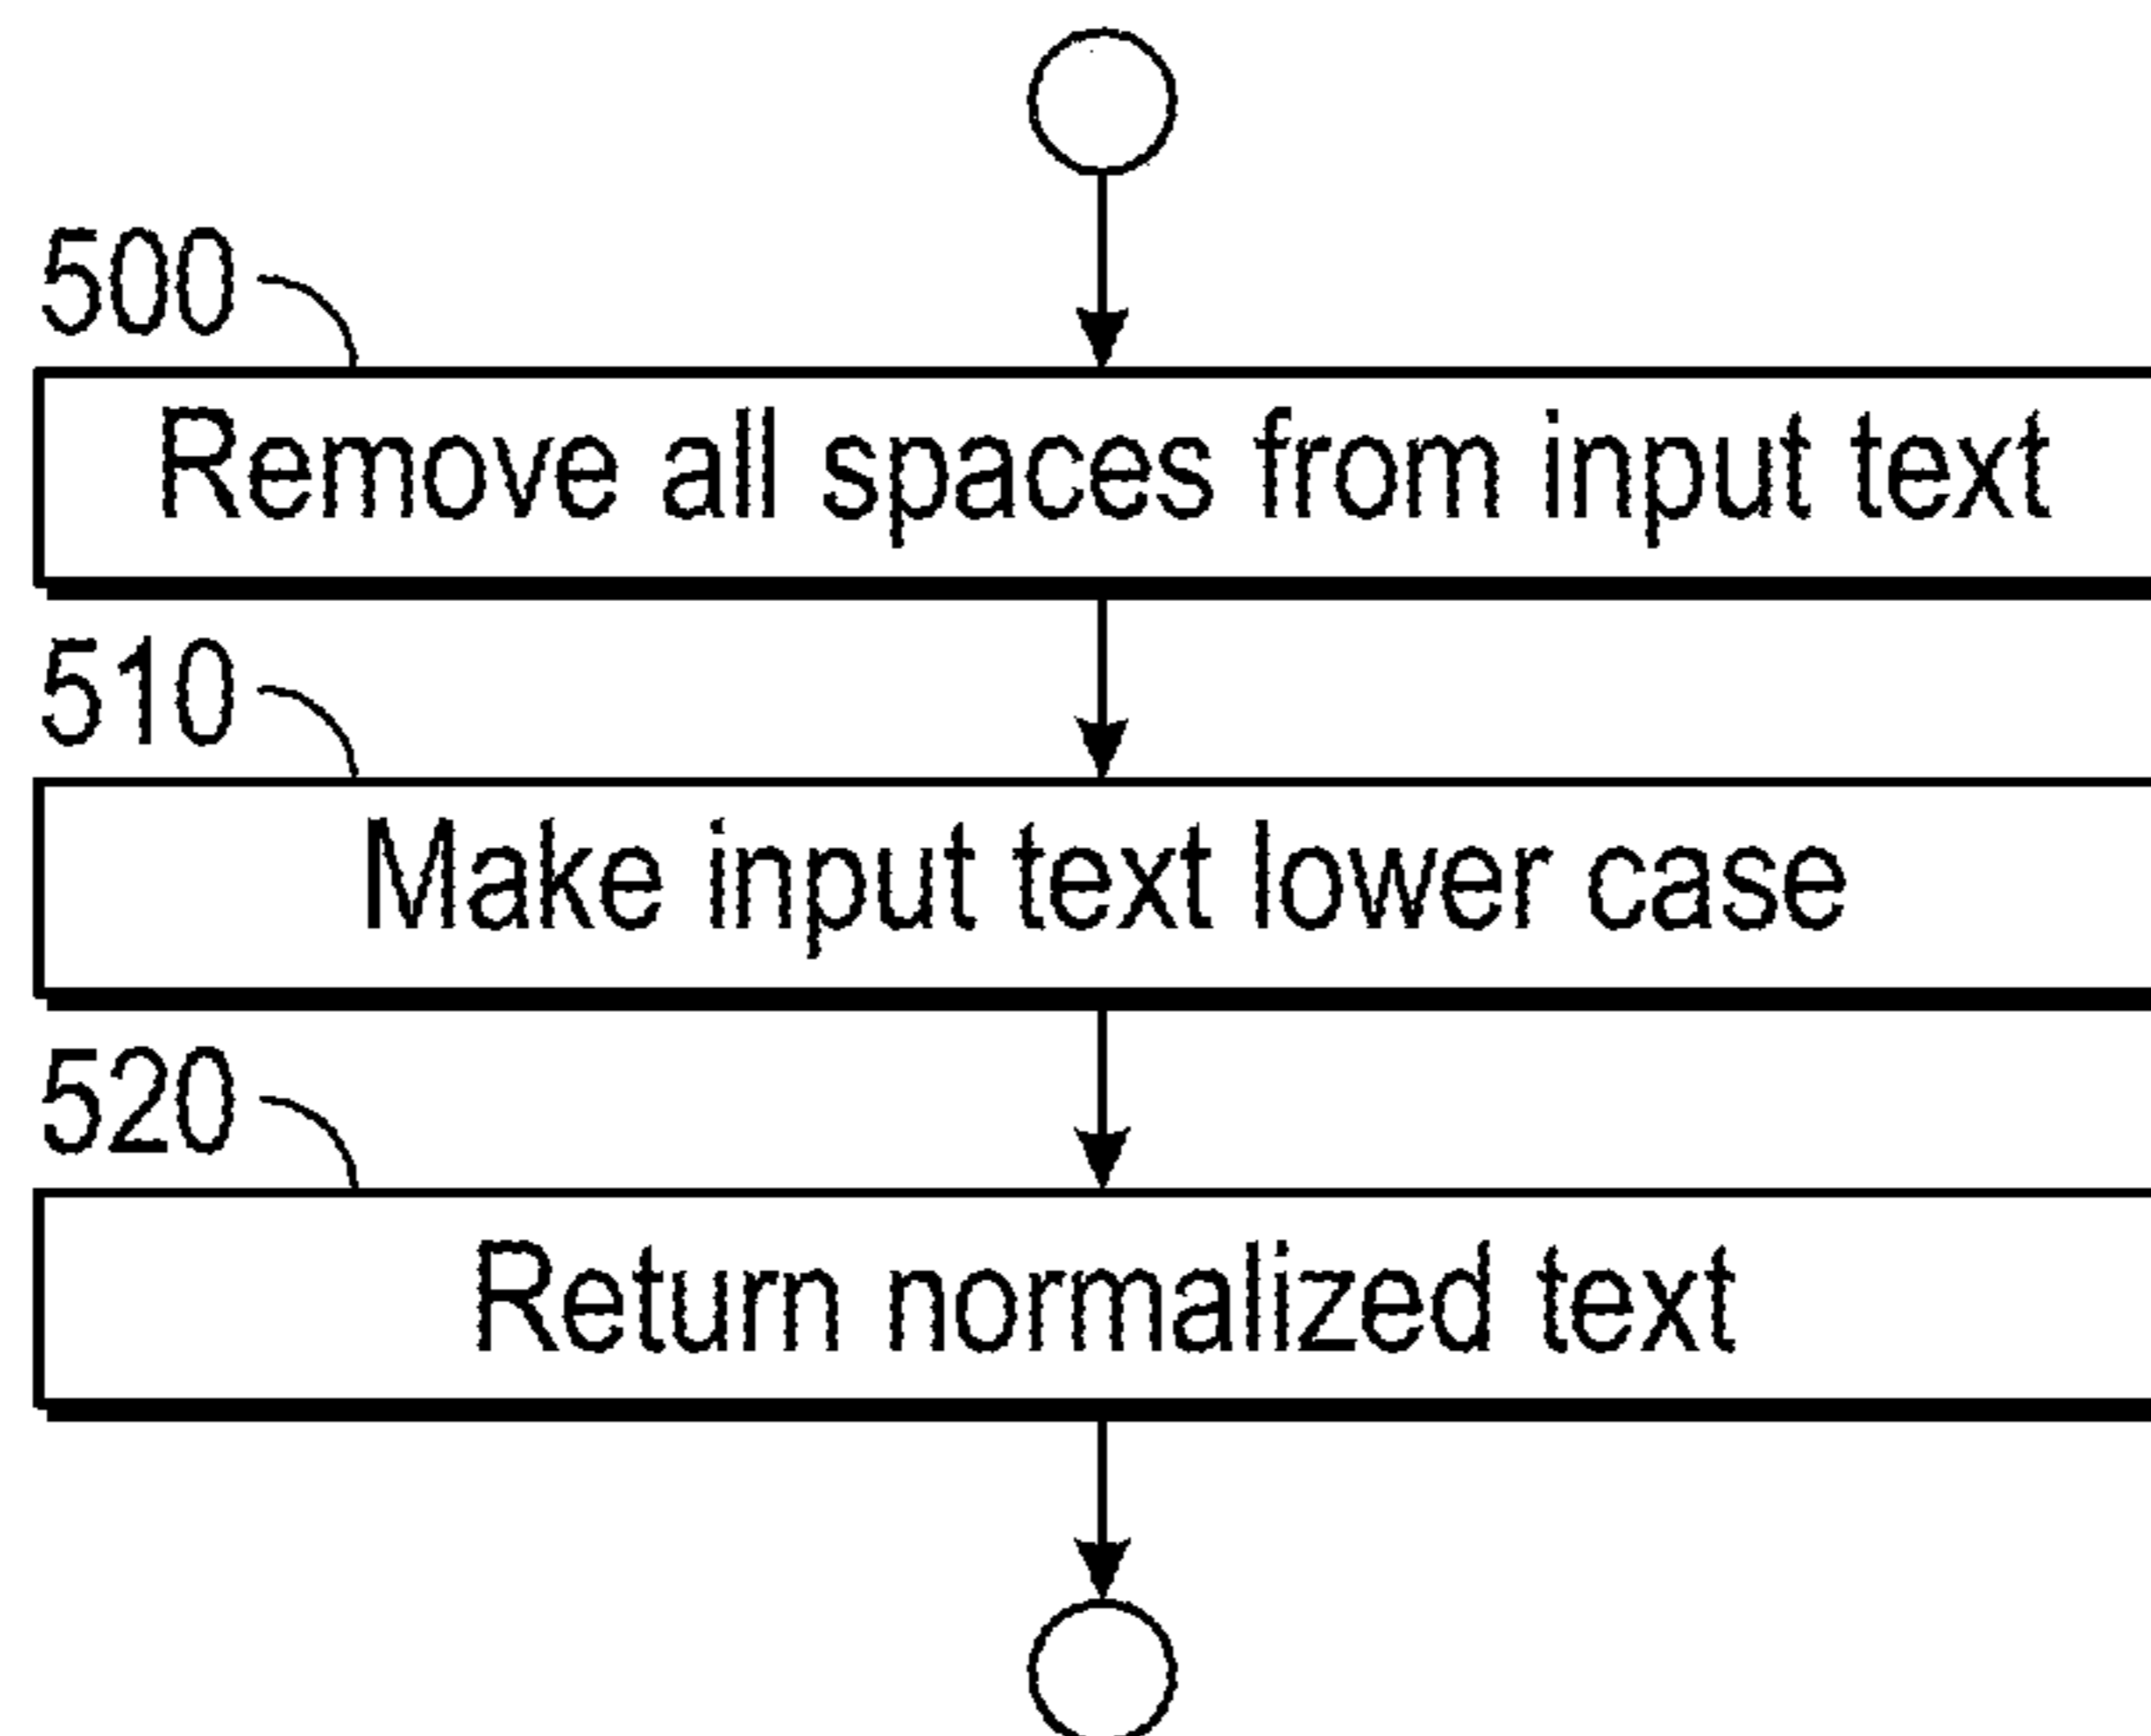 500
Remove all spaces from input text
510
Make input text lower case
520
Return normalized text